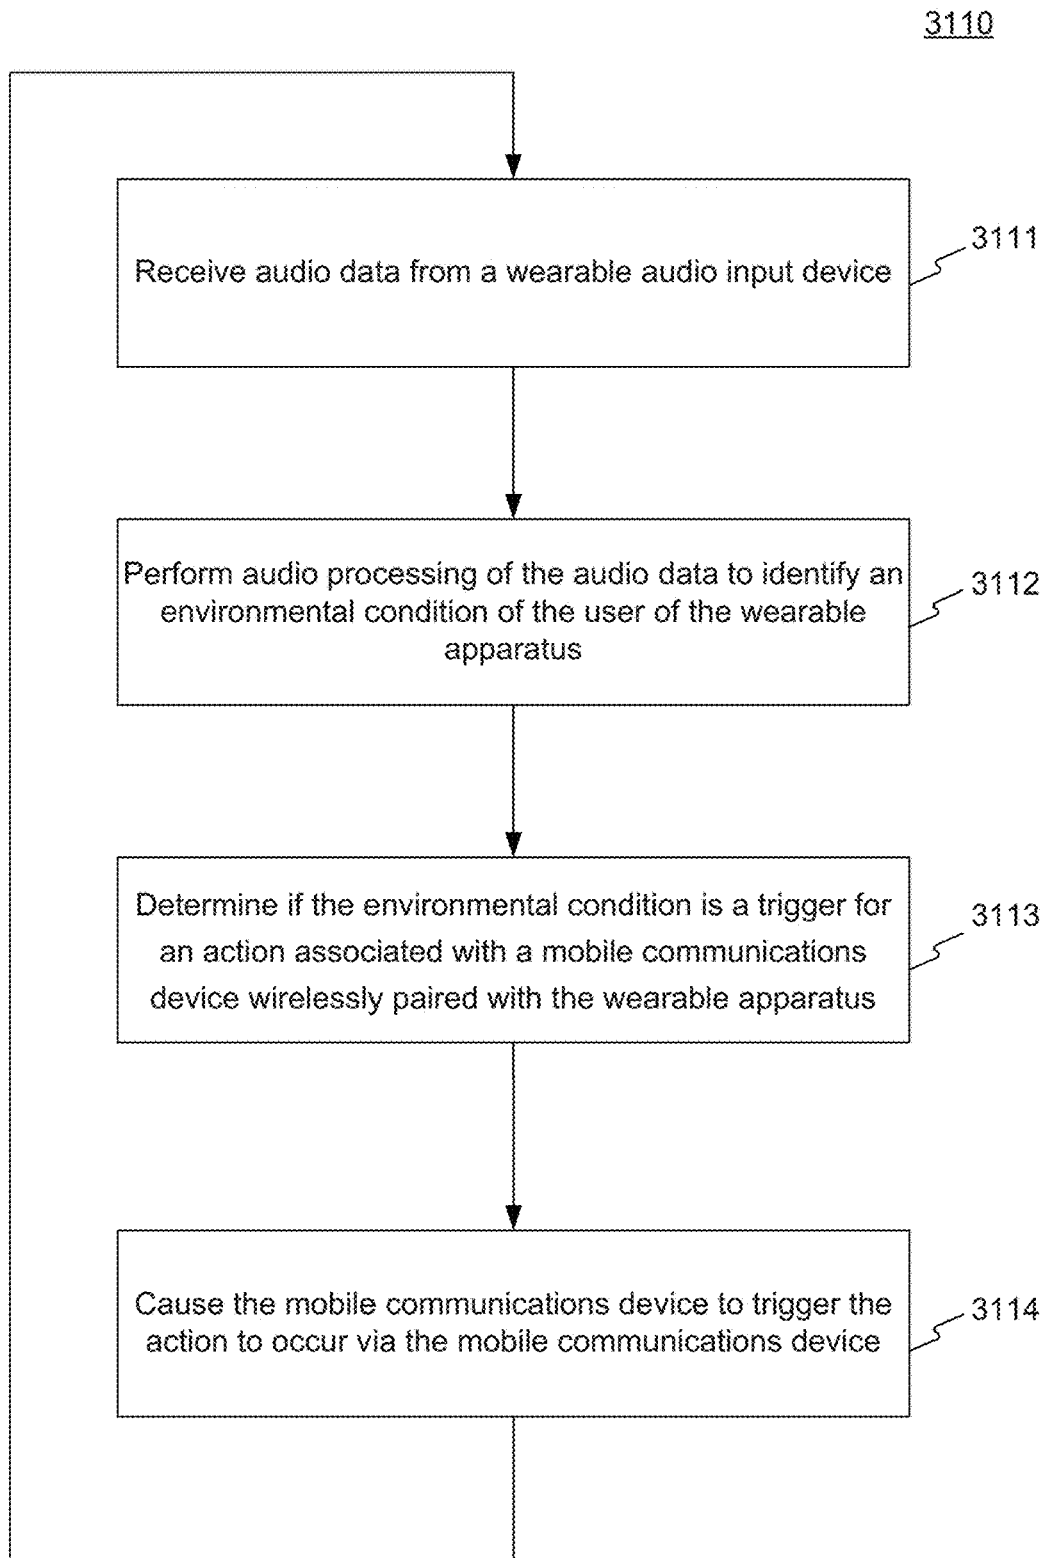 3110
Receive audio data from a wearable audio input device
3111
Perform audio processing of the audio data to identify an
environmental condition of the user of the wearable
apparatus
3112
Determine if the environmental condition is a trigger for
an action associated with a mobile communications
device wirelessly paired with the wearable apparatus
3113
Cause the mobile communications device to trigger the
action to occur via the mobile communications device
3114